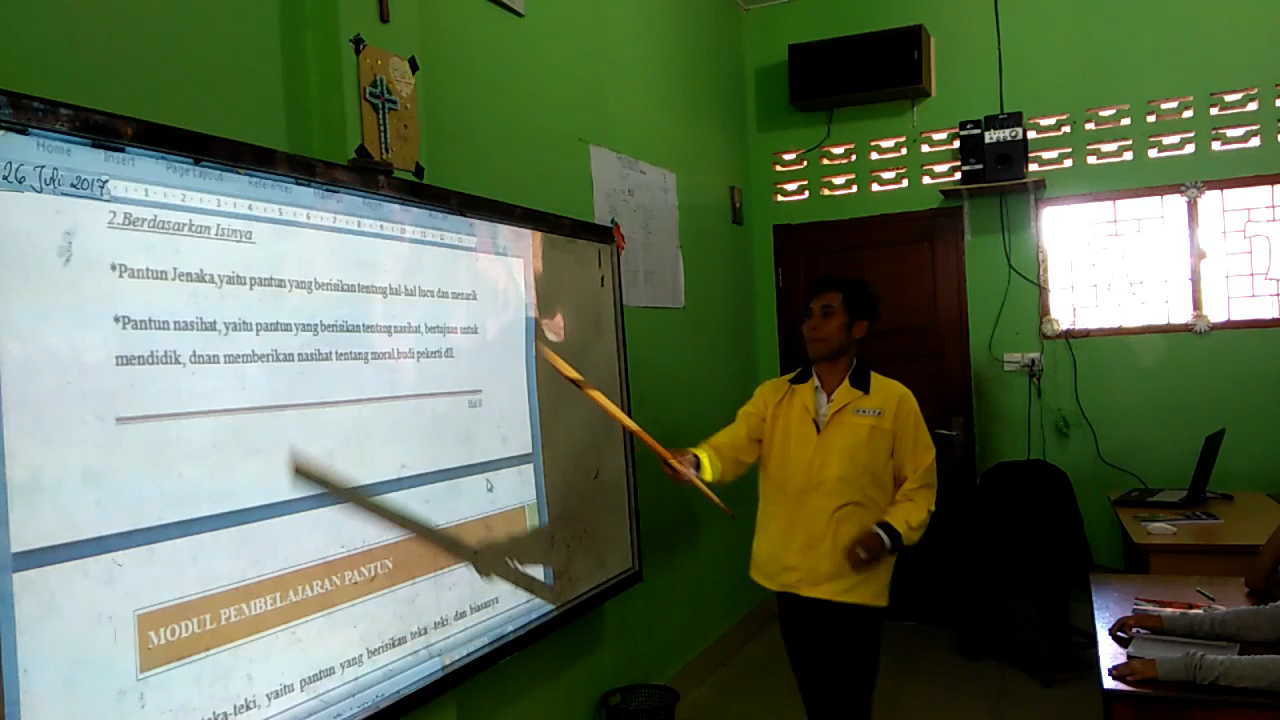 Home Insert Page Layout References
26 Juli 2017
2.Berdasarkan Isinya
*Pantun Jenaka,yaitu pantun yang berisikan tentang hal-hal lucu dan menarik
*Pantun nasihat, yaitu pantun yang berisikan tentang nasihat, bertujuan untuk
mendidik, dnan memberikan nasihat tentang moral,budi pekerti dll.
Hal 8
MODUL PEMBELAJARAN PANTUN
teka-teki, yaitu pantun yang berisikan teka -teki, dan biasanya